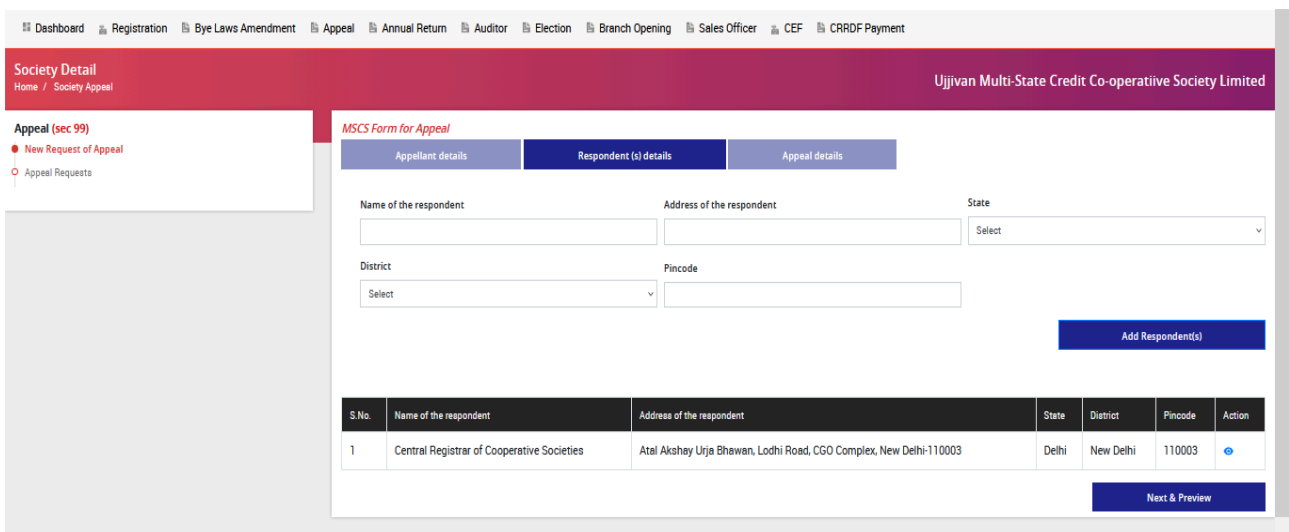 Dashboard Registration Bye Laws Amendment Appeal Annual Return Auditor Election Branch Opening Sales Officer CEF CRRDF Payment
Society Detail
Home / Society Appeal
Ujjivan Multi-State Credit Co-operatiive Society Limited
Appeal (sec 99)
New Request of Appeal
Appeal Requests
MSCS Form for Appeal
Appellant details Respondent (s) details Appeal details
Name of the respondent Address of the respondent State
Select
District Pincode
Select
Add Respondent(s)
S.No. Name of the respondent Address of the respondent State District Pincode Action
1 Central Registrar of Cooperative Societies Atal Akshay Urja Bhawan, Lodhi Road, CGO Complex, New Delhi-110003 Delhi New Delhi 110003
Next & Preview